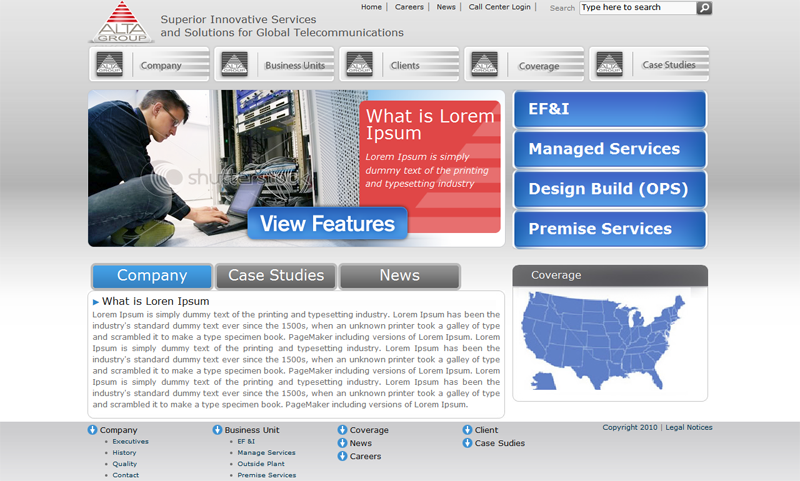 Home | Careers | News | Call Center Login | Search Type here to search
ALTA
GROUP
Superior Innovative Services
and Solutions for Global Telecommunications
ALTA GROUP Company
ALTA GROUP Business Units
ALTA GROUP Clients
ALTA GROUP Coverage
ALTA GROUP Case Studies
What is Lorem
Ipsum
Lorem Ipsum is simply
dummy text of the printing
and typesetting industry
shutterstock
View Features
EF&I
Managed Services
Design Build (OPS)
Premise Services
Company Case Studies News
What is Loren Ipsum
Lorem Ipsum is simply dummy text of the printing and typesetting industry. Lorem Ipsum has been the
industry's standard dummy text ever since the 1500s, when an unknown printer took a galley of type
and scrambled it to make a type specimen book. PageMaker including versions of Lorem Ipsum. Lorem
Ipsum is simply dummy text of the printing and typesetting industry. Lorem Ipsum has been the
industry's standard dummy text ever since the 1500s, when an unknown printer took a galley of type
and scrambled it to make a type specimen book. PageMaker including versions of Lorem Ipsum. Lorem
Ipsum is simply dummy text of the printing and typesetting industry. Lorem Ipsum has been the
industry's standard dummy text ever since the 1500s, when an unknown printer took a galley of type
and scrambled it to make a type specimen book. PageMaker including versions of Lorem Ipsum.
Coverage
Company
Executives
History
Quality
Contact
Business Unit
EF &I
Manage Services
Outside Plant
Premise Services
Coverage
News
Careers
Client
Case Sudies
Copyright 2010 | Legal Notices